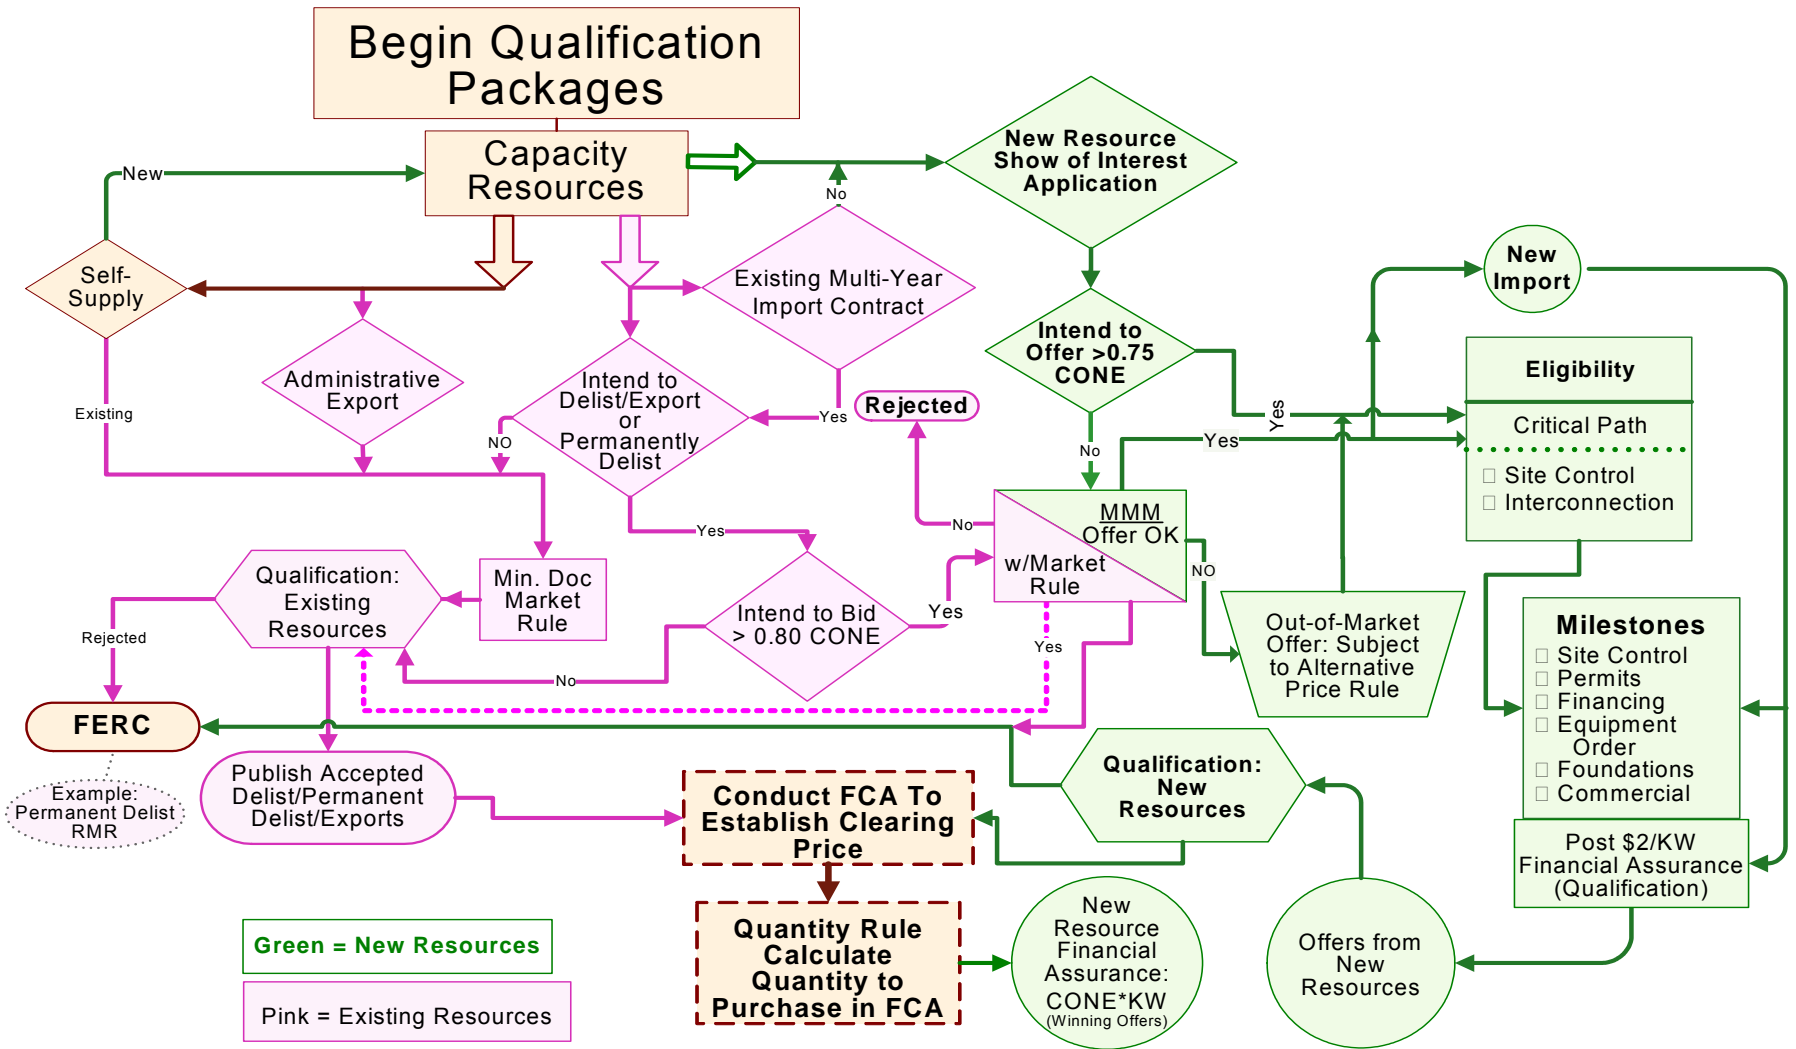 Begin Qualification
Packages
Capacity
Resources
New
No
New Resource
Show of Interest
Application
Self-
Supply
Existing Multi-Year
Import Contract
New
Import
Administrative
Export
Existing
Intend to
Delist/Export
or
Permanently
Delist
NO
Yes
Rejected
Intend to
Offer >0.75
CONE
Yes
No
Yes
Eligibility
Critical Path
Site Control
Interconnection
Yes
No
MMM
Offer OK
w/Market
Rule
NO
Qualification:
Existing
Resources
Min. Doc
Market
Rule
Intend to Bid
> 0.80 CONE
Yes
No
Yes
Rejected
Out-of-Market
Offer: Subject
to Alternative
Price Rule
Milestones
Site Control
Permits
Financing
Equipment
Order
Foundations
Commercial
FERC
Example:
Permanent Delist
RMR
Publish Accepted
Delist/Permanent
Delist/Exports
Conduct FCA To
Establish Clearing
Price
Qualification:
New
Resources
Post $2/KW
Financial Assurance
(Qualification)
Quantity Rule
Calculate
Quantity to
Purchase in FCA
New
Resource
Financial
Assurance:
CONE*KW
(Winning Offers)
Offers from
New
Resources
Green = New Resources
Pink = Existing Resources